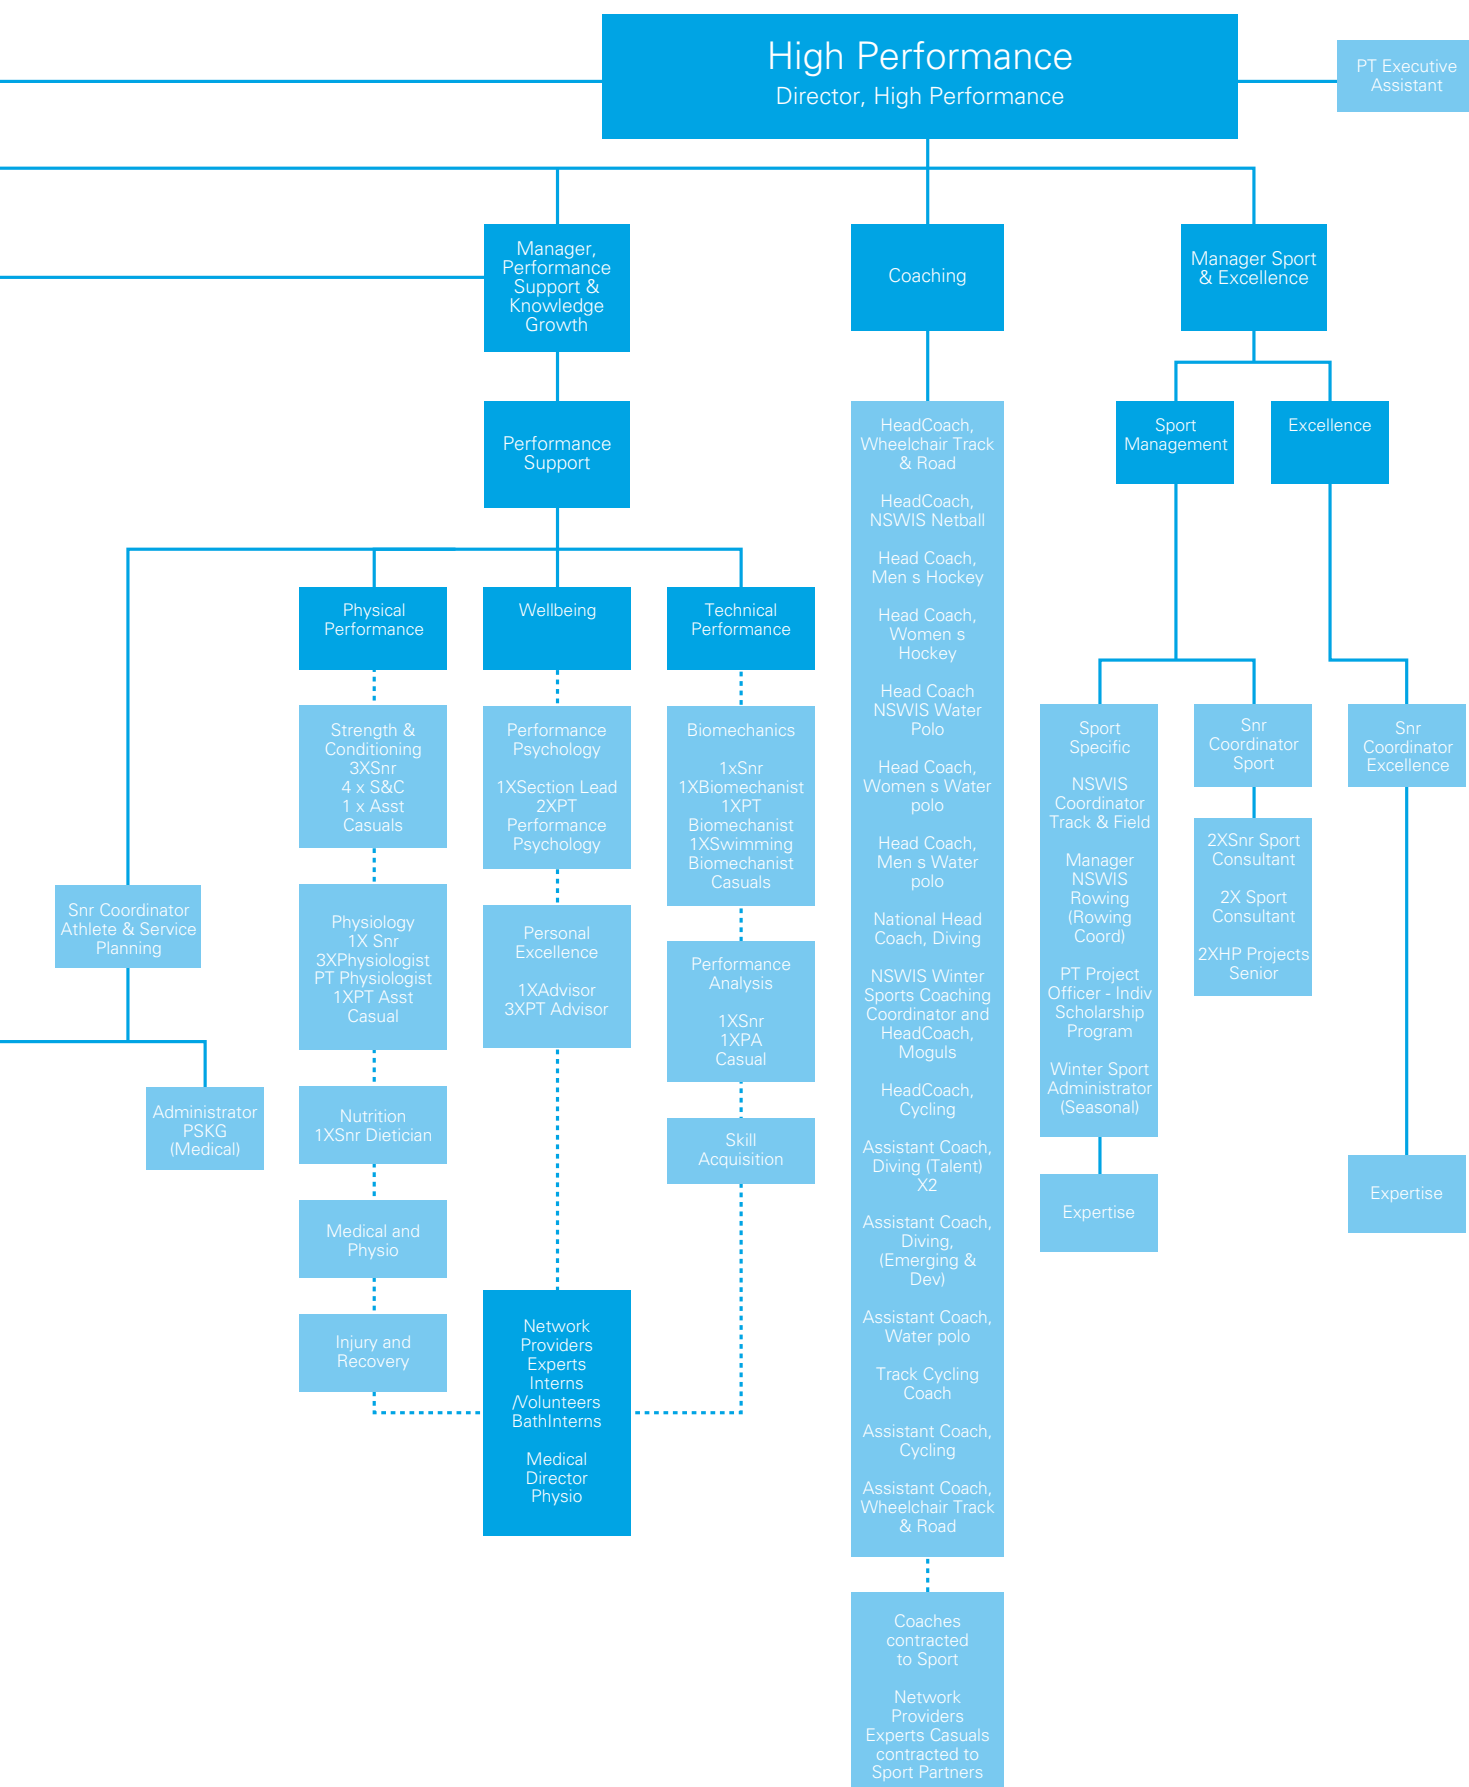 High Performance
Director, High Performance
PT Executive
Assistant
Manager,
Performance
Support &
Knowledge
Growth
Coaching
Manager Sport
& Excellence
Performance
Support
Sport
Management
Excellence
Physical
Performance
Wellbeing
Technical
Performance
Strength &
Conditioning
3XSnr
4 x S&C
1 x Asst
Casuals
Physiology
1X Snr
3XPhysiologist
PT Physiologist
1XPT Asst
Casual
Nutrition
1XSnr Dietician
Medical and
Physio
Injury and
Recovery
Performance
Psychology
1XSection Lead
2XPT
Performance
Psychology
Personal
Excellence
1XAdvisor
3XPT Advisor
Network
Providers
Experts
Interns
/Volunteers
BathInterns
Medical
Director
Physio
Biomechanics
1xSnr
1XBiomechanist
1XPT
Biomechanist
1XSwimming
Biomechanist
Casuals
Performance
Analysis
1XSnr
1XPA
Casual
Skill
Acquisition
Snr Coordinator
Athlete & Service
Planning
Administrator
PSKG
(Medical)
HeadCoach,
Wheelchair Track
& Road
HeadCoach,
NSWIS Netball
Head Coach,
Men s Hockey
Head Coach,
Women s
Hockey
Head Coach
NSWIS Water
Polo
Head Coach,
Women s Water
polo
Head Coach,
Men s Water
polo
National Head
Coach, Diving
NSWIS Winter
Sports Coaching
Coordinator and
HeadCoach,
Moguls
HeadCoach,
Cycling
Assistant Coach,
Diving (Talent)
X2
Assistant Coach,
Diving,
(Emerging &
Dev)
Assistant Coach,
Water polo
Track Cycling
Coach
Assistant Coach,
Cycling
Assistant Coach,
Wheelchair Track
& Road
Coaches
contracted
to Sport
Network
Providers
Experts Casuals
contracted to
Sport Partners
Sport
Specific
NSWIS
Coordinator
Track & Field
Manager
NSWIS
Rowing
(Rowing
Coord)
PT Project
Officer - Indiv
Scholarship
Program
Winter Sport
Administrator
(Seasonal)
Expertise
Snr
Coordinator
Sport
2XSnr Sport
Consultant
2X Sport
Consultant
2XHP Projects
Senior
Snr
Coordinator
Excellence
Expertise